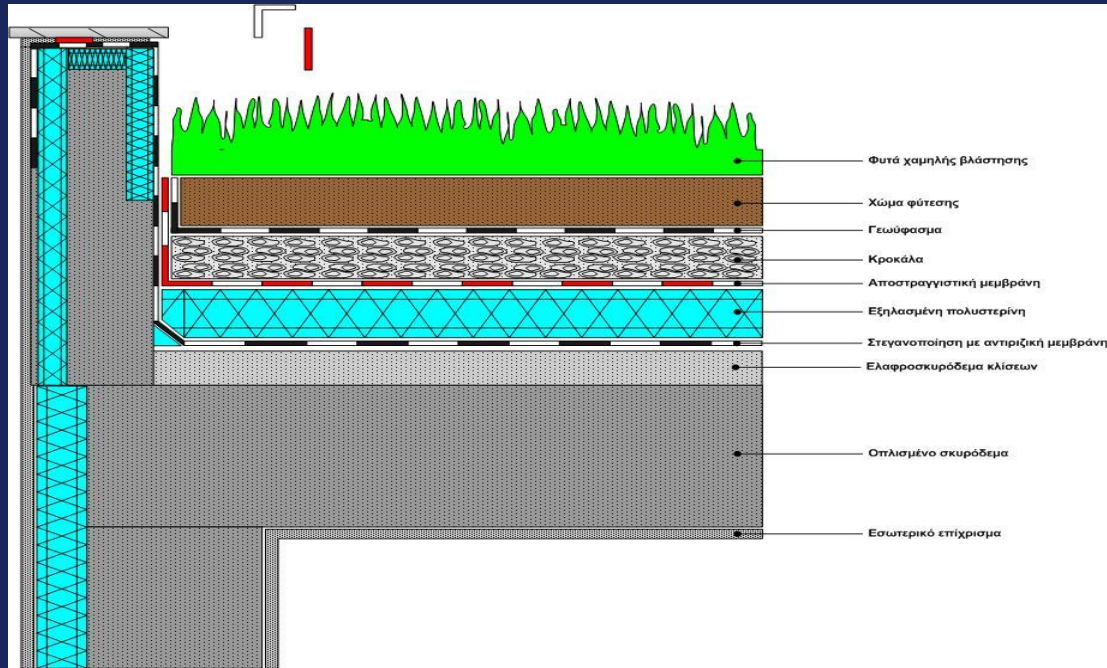 Φυτά χαμηλής βλάστησης
Χώμα φύτεσης
Γεωύφασμα
Κροκάλα
Αποστραγγιστική μεμβράνη
Εξηλασμένη πολυστερίνη
Στεγανοποίηση με αντιριζική μεμβράνη
Ελαφροσκυρόδεμα κλίσεων
Οπλισμένο σκυρόδεμα
Εσωτερικό επίχρισμα